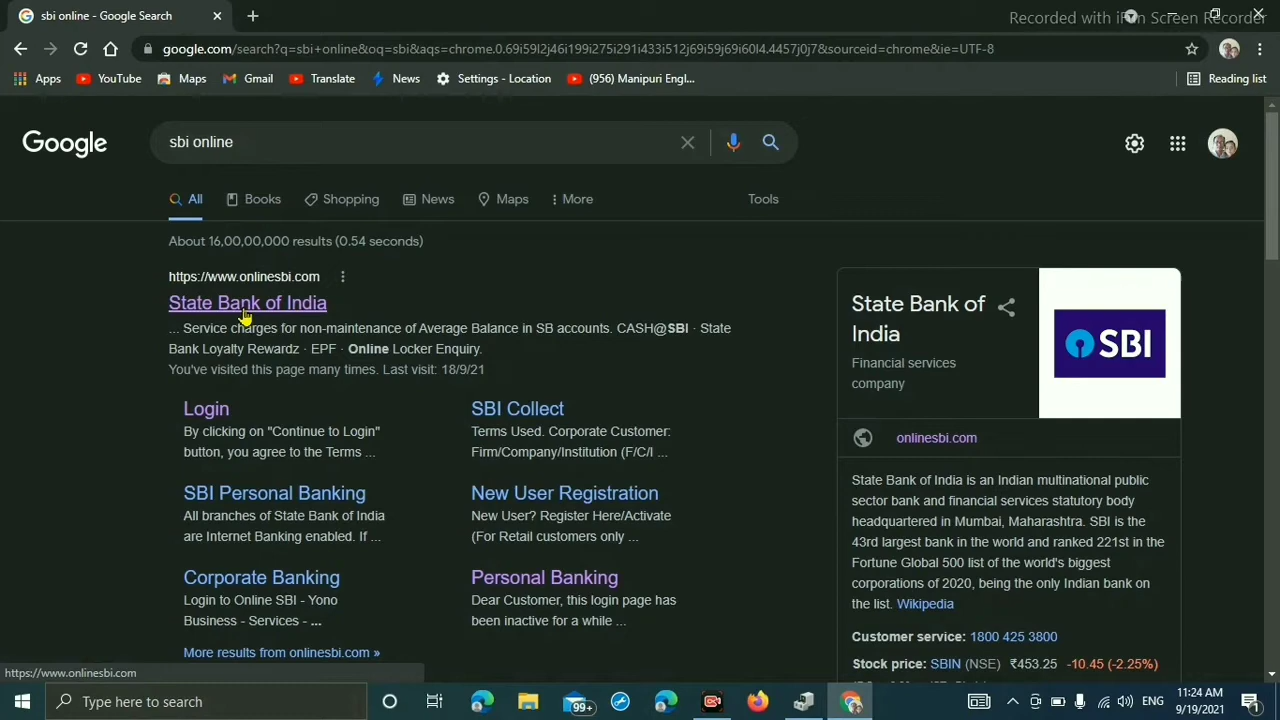 sbi online - Google Search
Recorded with iFun Screen Recorder
google.com/search?q=sbi+online&oq=sbi&aqs=chrome.0.69i59l2j46i199i275i291i433i512j69i59j69i60l4.4457j0j7&sourceid=chrome&ie=UTF-8
Apps YouTube Maps Gmail Translate News Settings - Location (956) Manipuri Engl... Reading list
Google sbi online
All Books Shopping News Maps More Tools
About 16,00,00,000 results (0.54 seconds)
https://www.onlinesbi.com
State Bank of India
... Service charges for non-maintenance of Average Balance in SB accounts. CASH@SBI · State
Bank Loyalty Rewardz · EPF · Online Locker Enquiry.
You've visited this page many times. Last visit: 18/9/21
Login
By clicking on "Continue to Login"
button, you agree to the Terms ...
SBI Collect
Terms Used. Corporate Customer:
Firm/Company/Institution (F/C/I ...
SBI Personal Banking
All branches of State Bank of India
are Internet Banking enabled. If ...
New User Registration
New User? Register Here/Activate
(For Retail customers only ...
Corporate Banking
Login to Online SBI - Yono
Business - Services - ...
Personal Banking
Dear Customer, this login page has
been inactive for a while ...
More results from onlinesbi.com »
State Bank of
India
Financial services
company
SBI
onlinesbi.com
State Bank of India is an Indian multinational public
sector bank and financial services statutory body
headquartered in Mumbai, Maharashtra. SBI is the
43rd largest bank in the world and ranked 221st in the
Fortune Global 500 list of the world's biggest
corporations of 2020, being the only Indian bank on
the list. Wikipedia
Customer service: 1800 425 3800
Stock price: SBIN (NSE) ₹453.25 -10.45 (-2.25%)
https://www.onlinesbi.com
Type here to search
99+
ENG
11:24 AM
9/19/2021
1